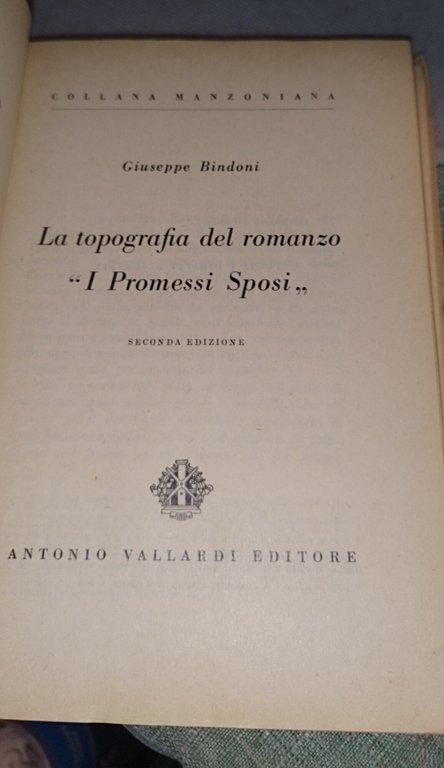 COLLANA MANZONIANA
Giuseppe Bindoni
La topografia del romanzo
“I Promessi Sposi„
SECONDA EDIZIONE
ANTONIO VALLARDI EDITORE